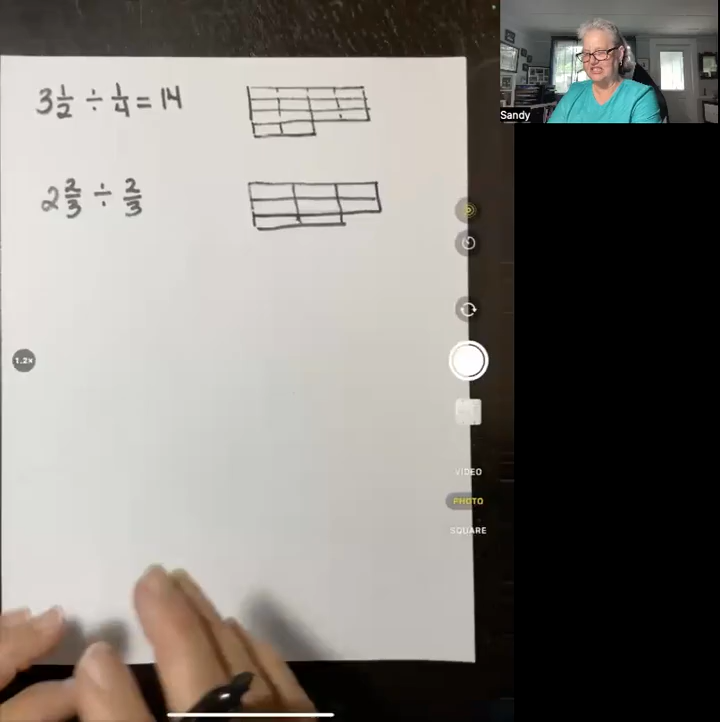 Sandy
3 1/2 ÷ 1/4 = 14
2 2/3 ÷ 2/3
1.2×
VIDEO
PHOTO
SQUARE